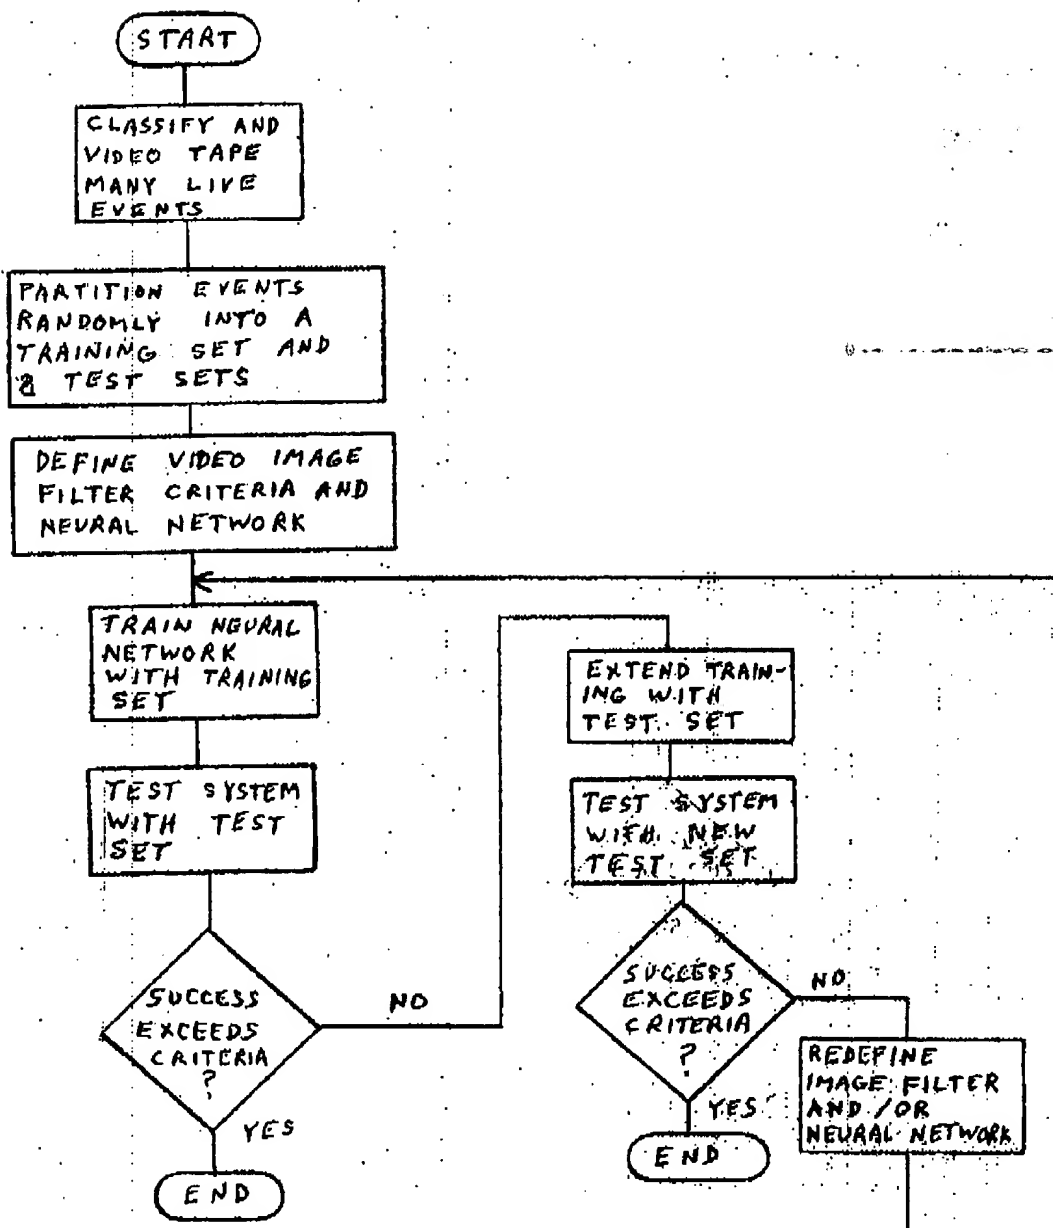 START
CLASSIFY AND
VIDEO TAPE
MANY LIVE
EVENTS
PARTITION EVENTS
RANDOMLY INTO A
TRAINING SET AND
2 TEST SETS
DEFINE VIDEO IMAGE
FILTER CRITERIA AND
NEURAL NETWORK
TRAIN NEURAL
NETWORK
WITH TRAINING
SET
TEST SYSTEM
WITH TEST
SET
SUCCESS
EXCEEDS
CRITERIA
?
NO
YES
END
EXTEND TRAIN-
ING WITH
TEST SET
TEST SYSTEM
WITH NEW
TEST SET
SUCCESS
EXCEEDS
CRITERIA
?
NO
YES
END
REDEFINE
IMAGE FILTER
AND/OR
NEURAL NETWORK